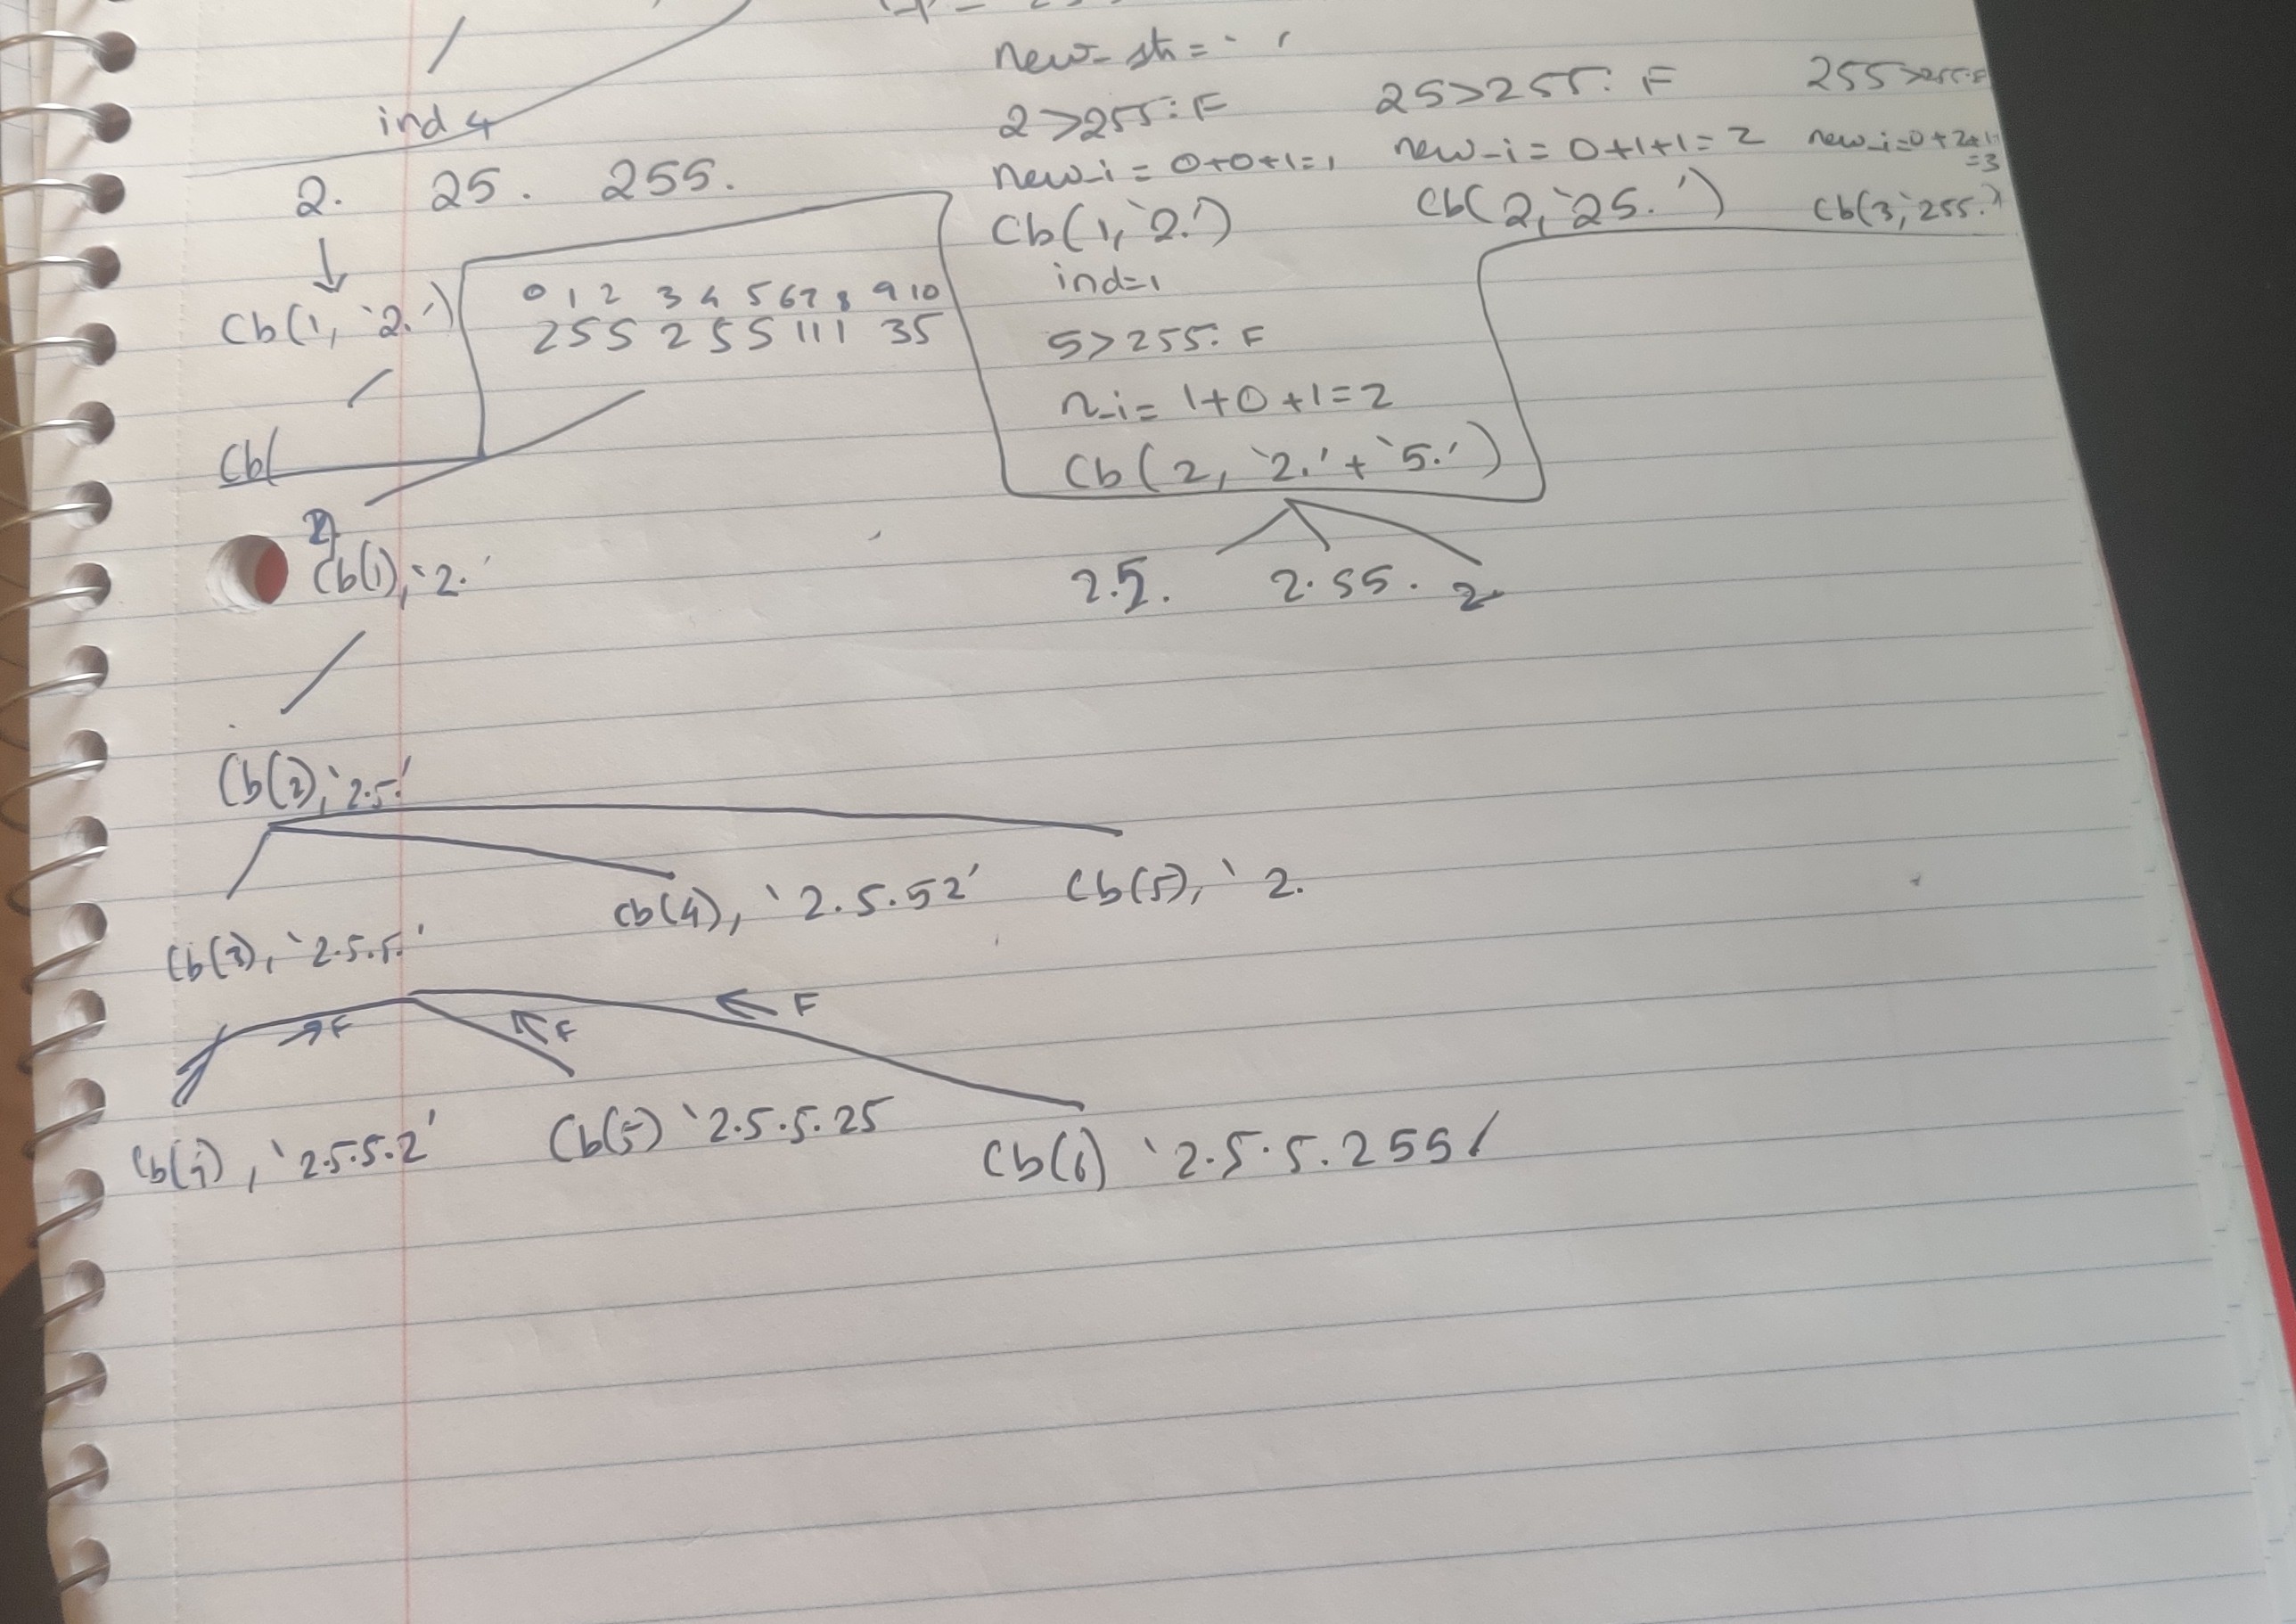 new_str = ` '
ind 4
2>255: F
25>255: F
255>255:F
new_i = 0+0+1=1
new_i = 0+1+1=2
new_i=0+2+1=3
2. 25. 255.
Cb(1, `2.')
Cb(2, `25.')
Cb(3, `255.')
Cb(1, `2.')
ind=1
0 1 2 3 4 5 6 7 8 9 10
2 5 5 2 5 5 1 1 1 3 5
5>255: F
n_i= 1+0+1=2
Cb(
Cb(2, `2.'+`5.')
Cb(1), `2.'
2.5. 2.55. 2
Cb(2), `2.5.'
Cb(4), `2.5.52' Cb(5), `2.
Cb(3), `2.5.5.'
F F F
`2.5.5.2' Cb(5) `2.5.5.25 Cb(6) `2.5.5.255'